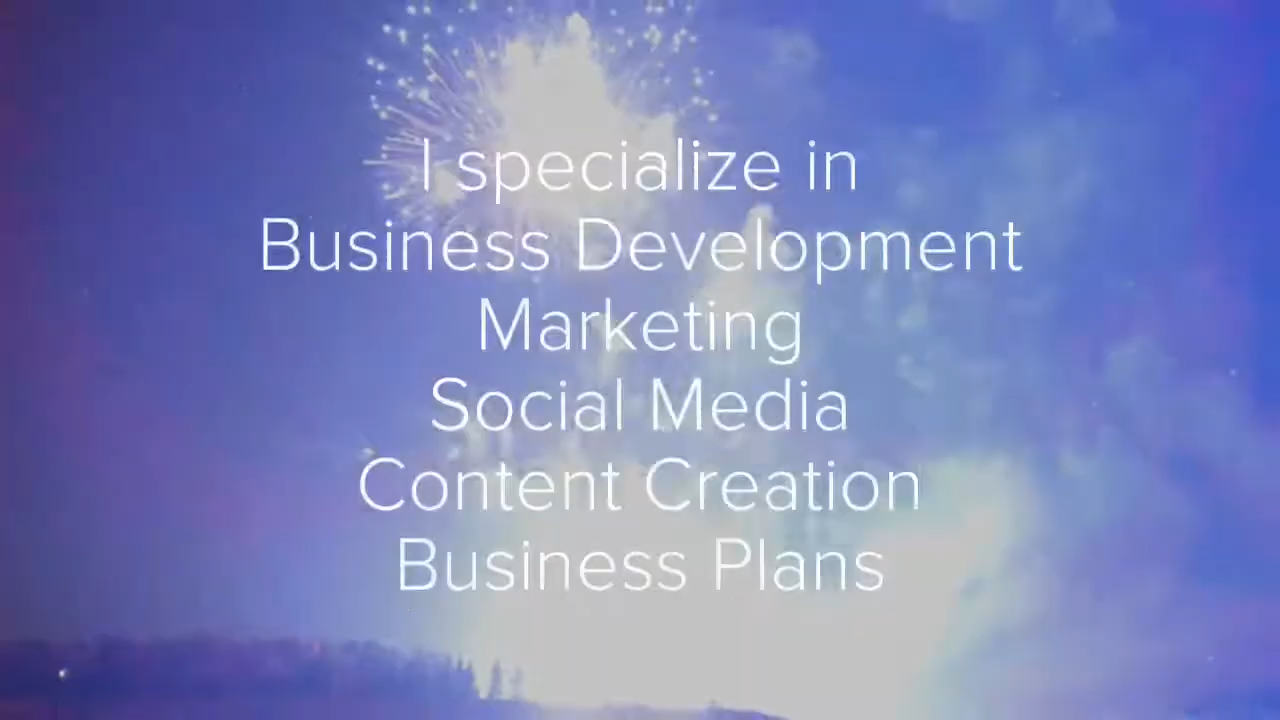 I specialize in
Business Development
Marketing
Social Media
Content Creation
Business Plans